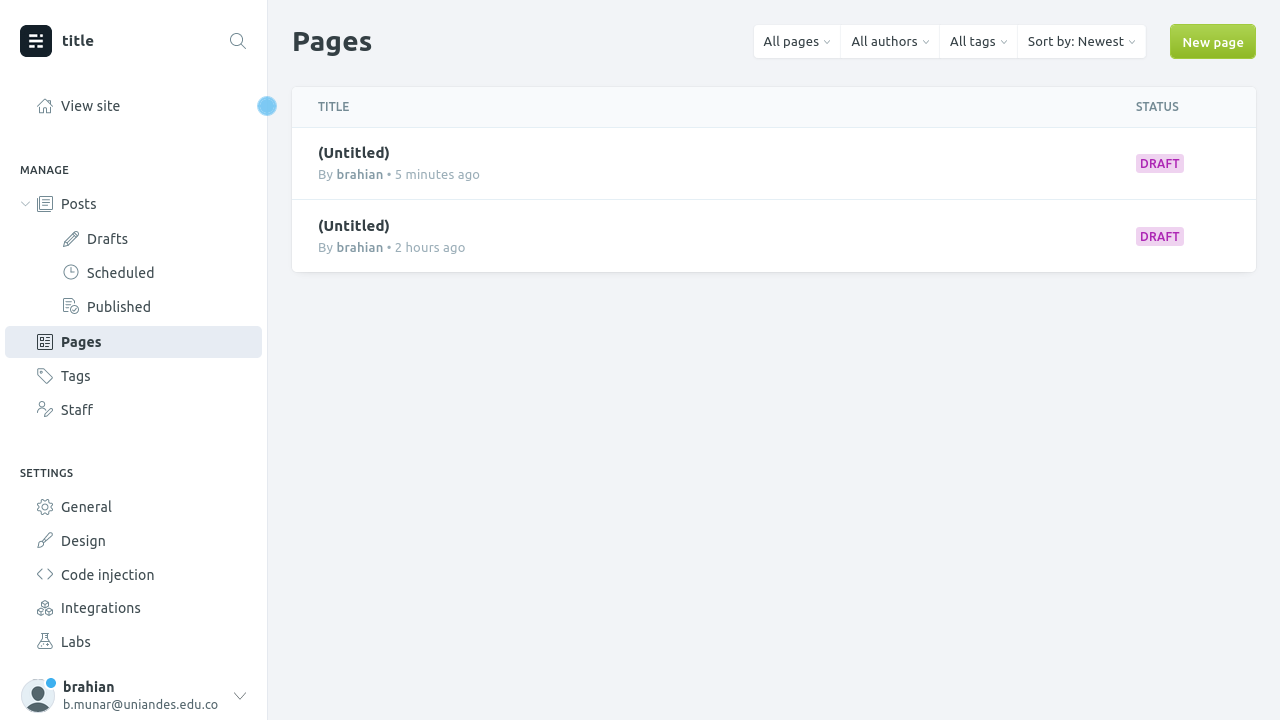 title
View site
MANAGE
Posts
Drafts
Scheduled
Published
Pages
Tags
Staff
SETTINGS
General
Design
Code injection
Integrations
Labs
brahian
b.munar@uniandes.edu.co
Pages
All pages
All authors
All tags
Sort by: Newest
New page
TITLE STATUS
(Untitled)
By brahian • 5 minutes ago
DRAFT
(Untitled)
By brahian • 2 hours ago
DRAFT